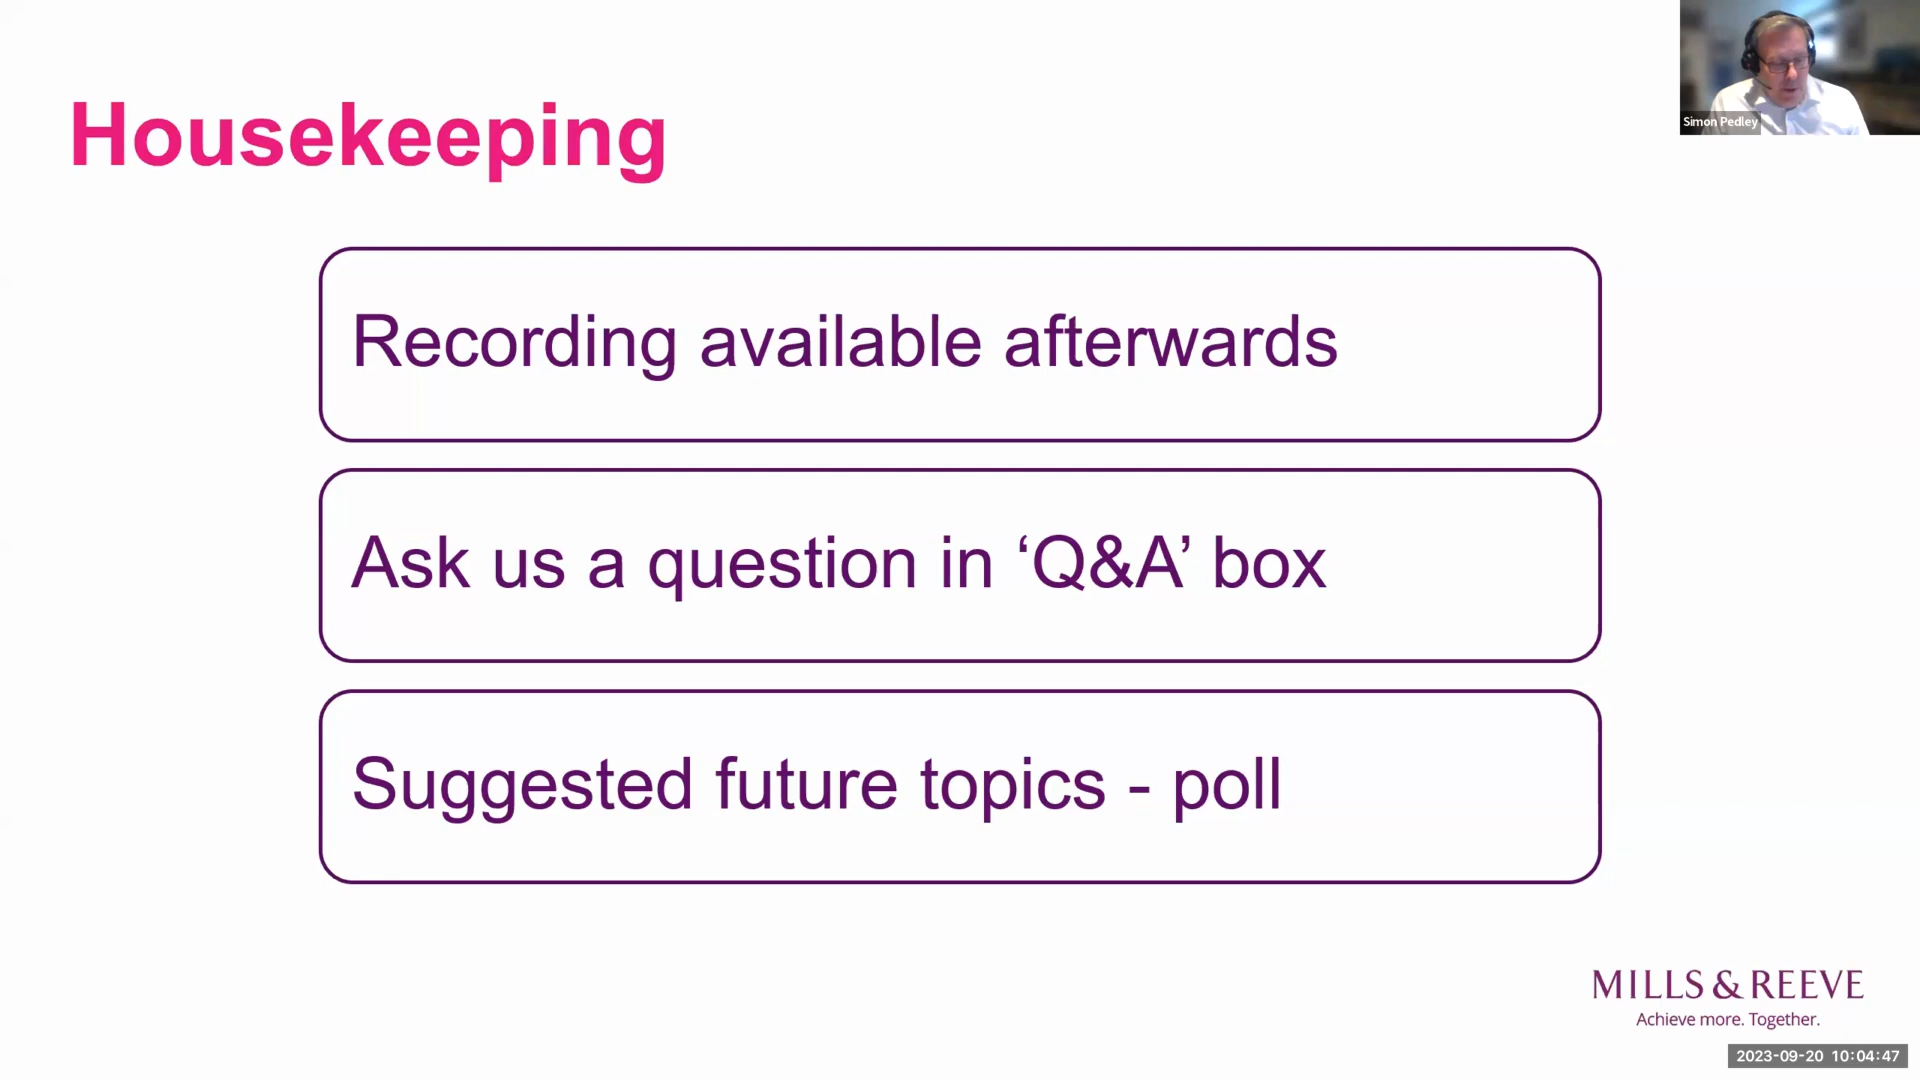 Housekeeping
Simon Pedley
Recording available afterwards
Ask us a question in ‘Q&A’ box
Suggested future topics - poll
MILLS & REEVE
Achieve more. Together.
2023-09-20 10:04:47